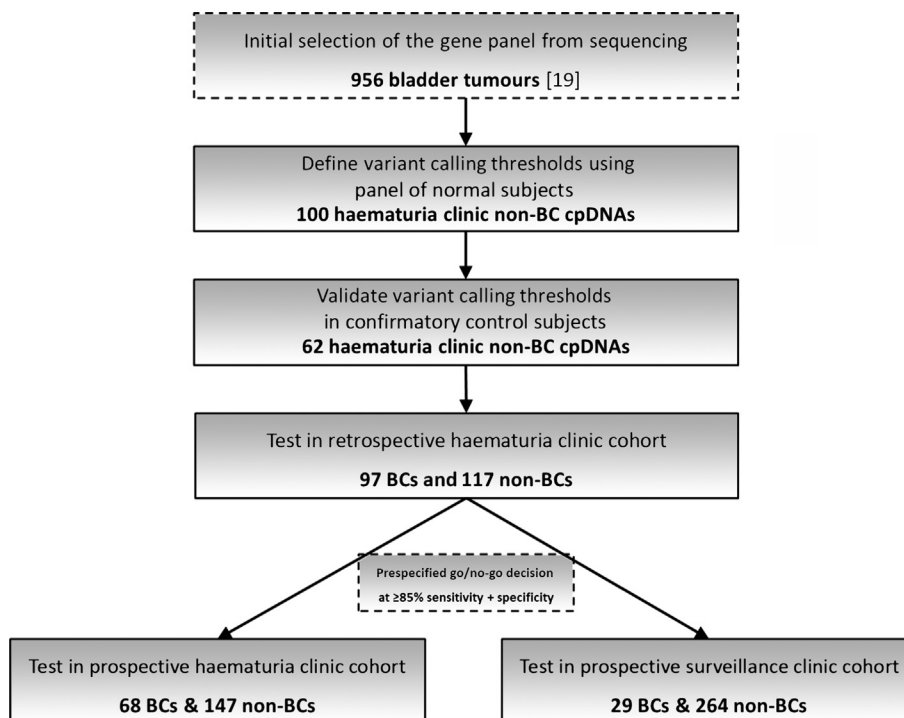 Initial selection of the gene panel from sequencing
956 bladder tumours [19]
Define variant calling thresholds using
panel of normal subjects
100 haematuria clinic non-BC cpDNAs
Validate variant calling thresholds
in confirmatory control subjects
62 haematuria clinic non-BC cpDNAs
Test in retrospective haematuria clinic cohort
97 BCs and 117 non-BCs
Prespecified go/no-go decision
at ≥85% sensitivity + specificity
Test in prospective haematuria clinic cohort
68 BCs & 147 non-BCs
Test in prospective surveillance clinic cohort
29 BCs & 264 non-BCs